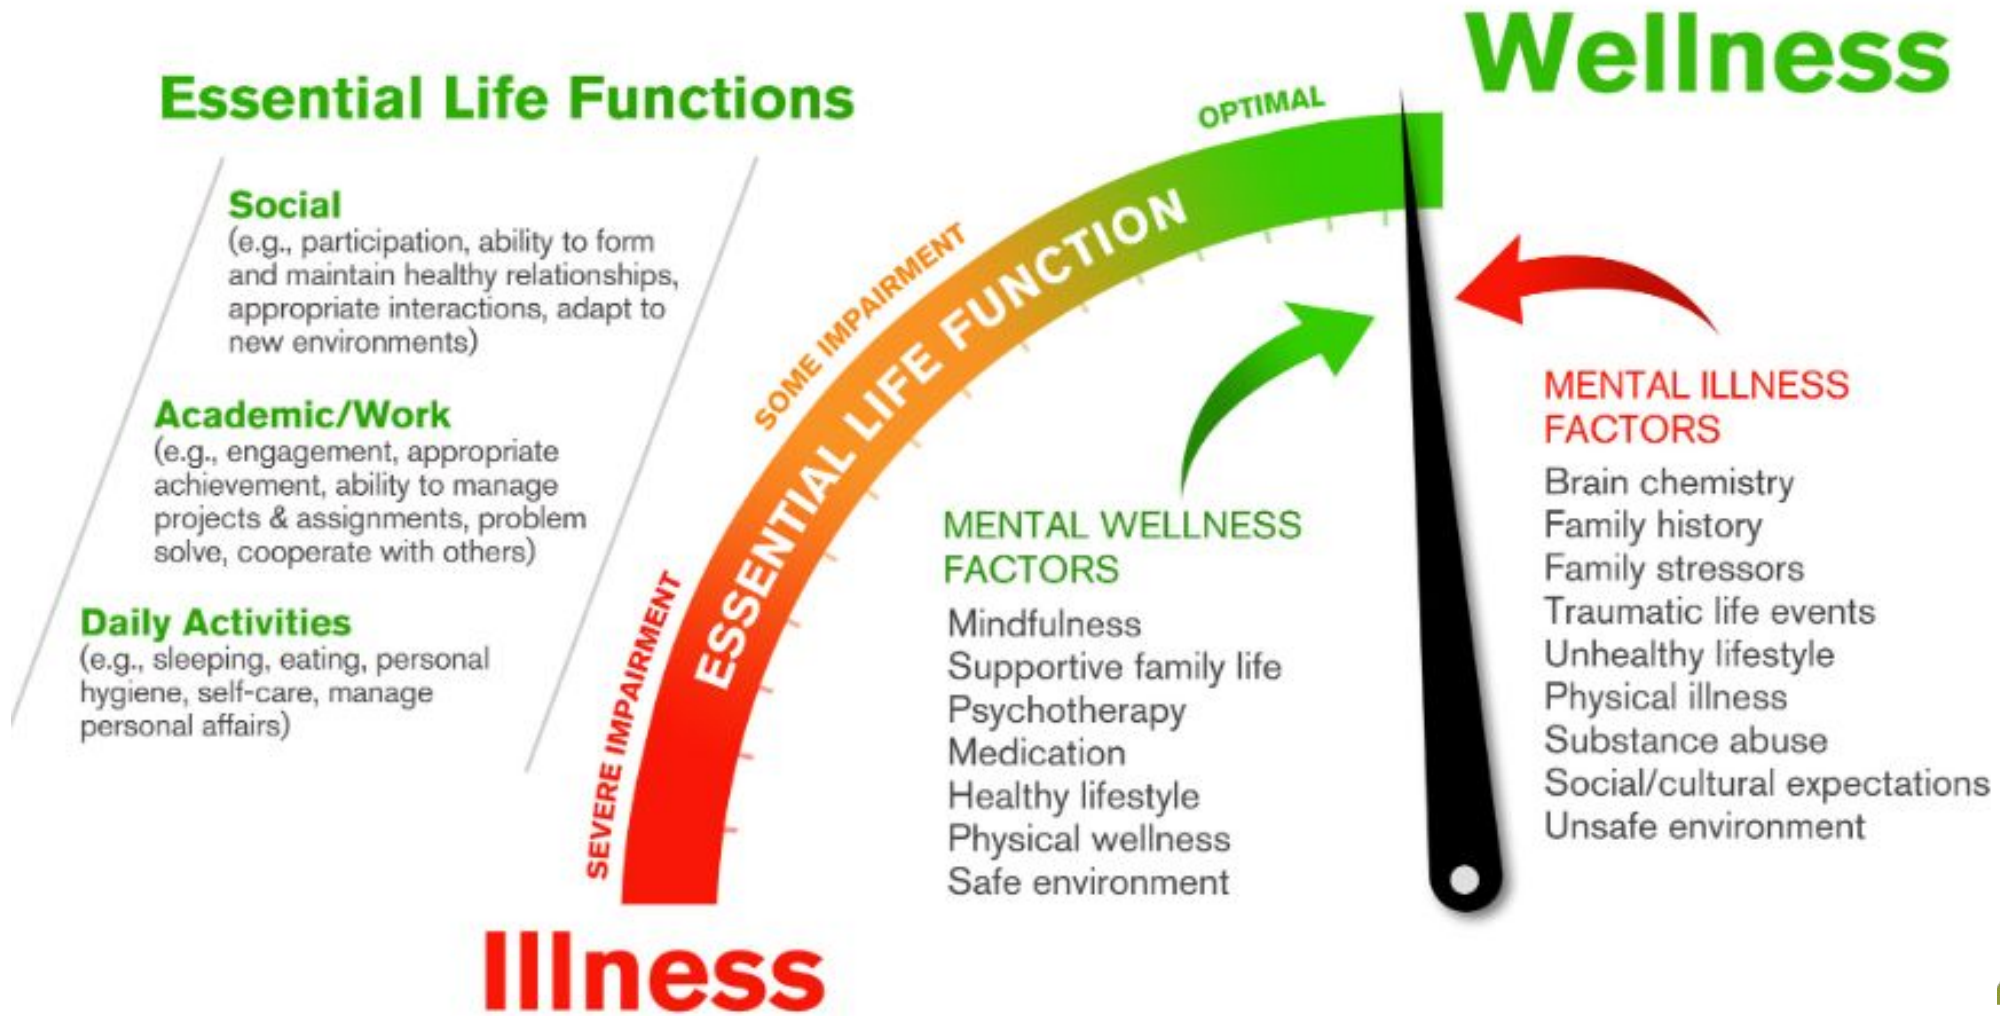 Wellness
Essential Life Functions
Social
(e.g., participation, ability to form
and maintain healthy relationships,
appropriate interactions, adapt to
new environments)
Academic/Work
(e.g., engagement, appropriate
achievement, ability to manage
projects & assignments, problem
solve, cooperate with others)
Daily Activities
(e.g., sleeping, eating, personal
hygiene, self-care, manage
personal affairs)
OPTIMAL
SOME IMPAIRMENT
SEVERE IMPAIRMENT
ESSENTIAL LIFE FUNCTION
MENTAL WELLNESS
FACTORS
Mindfulness
Supportive family life
Psychotherapy
Medication
Healthy lifestyle
Physical wellness
Safe environment
MENTAL ILLNESS
FACTORS
Brain chemistry
Family history
Family stressors
Traumatic life events
Unhealthy lifestyle
Physical illness
Substance abuse
Social/cultural expectations
Unsafe environment
Illness